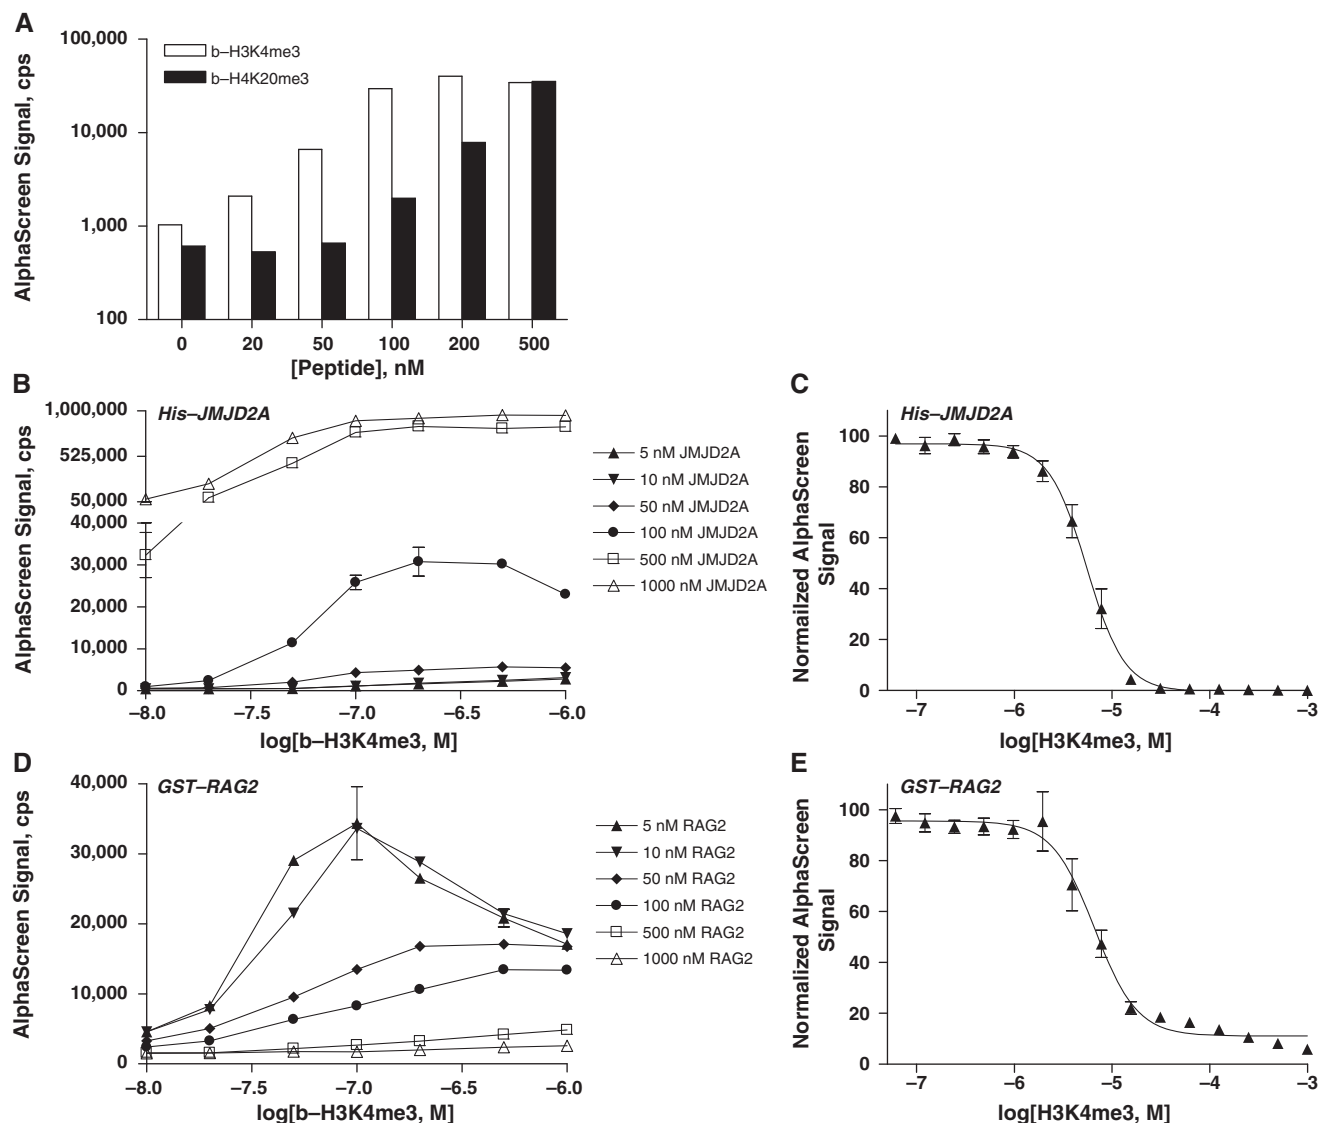 A
AlphaScreen Signal, cps
100,000
10,000
1,000
100
b–H3K4me3
b–H4K20me3
0 20 50 100 200 500
[Peptide], nM
B
His–JMJD2A
AlphaScreen Signal, cps
1,000,000
525,000
50,000
40,000
30,000
20,000
10,000
0
–8.0 –7.5 –7.0 –6.5 –6.0
log[b–H3K4me3, M]
5 nM JMJD2A
10 nM JMJD2A
50 nM JMJD2A
100 nM JMJD2A
500 nM JMJD2A
1000 nM JMJD2A
C
His–JMJD2A
Normailzed AlphaScreen
Signal
100
80
60
40
20
0
–7 –6 –5 –4 –3
log[H3K4me3, M]
D
GST–RAG2
AlphaScreen Signal, cps
40,000
30,000
20,000
10,000
0
–8.0 –7.5 –7.0 –6.5 –6.0
log[b–H3K4me3, M]
5 nM RAG2
10 nM RAG2
50 nM RAG2
100 nM RAG2
500 nM RAG2
1000 nM RAG2
E
GST–RAG2
Normalized AlphaScreen
Signal
100
80
60
40
20
0
–7 –6 –5 –4 –3
log[H3K4me3, M]